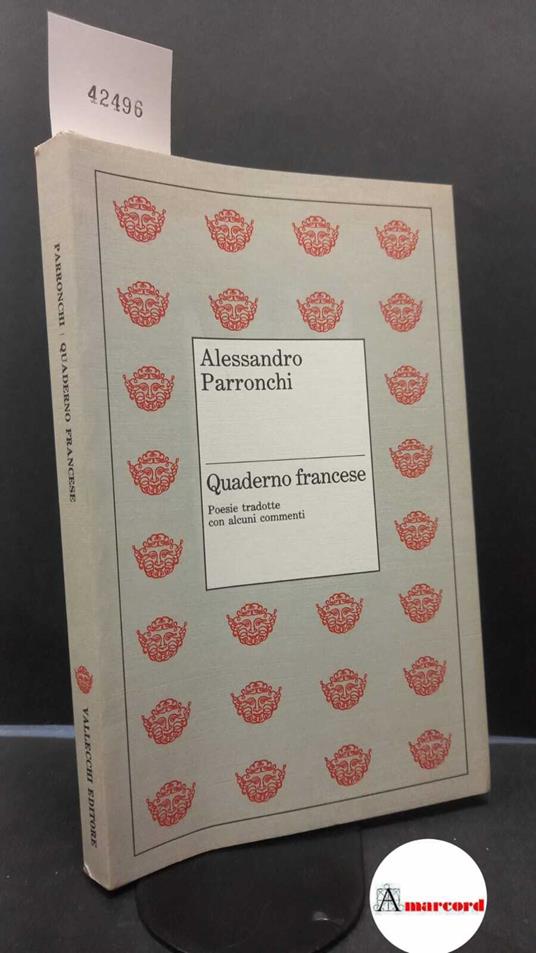 42496
PARRONCHI | QUADERNO FRANCESE
VALLECCHI EDITORE
Alessandro
Parronchi
Quaderno francese
Poesie tradotte
con alcuni commenti
Amarcord